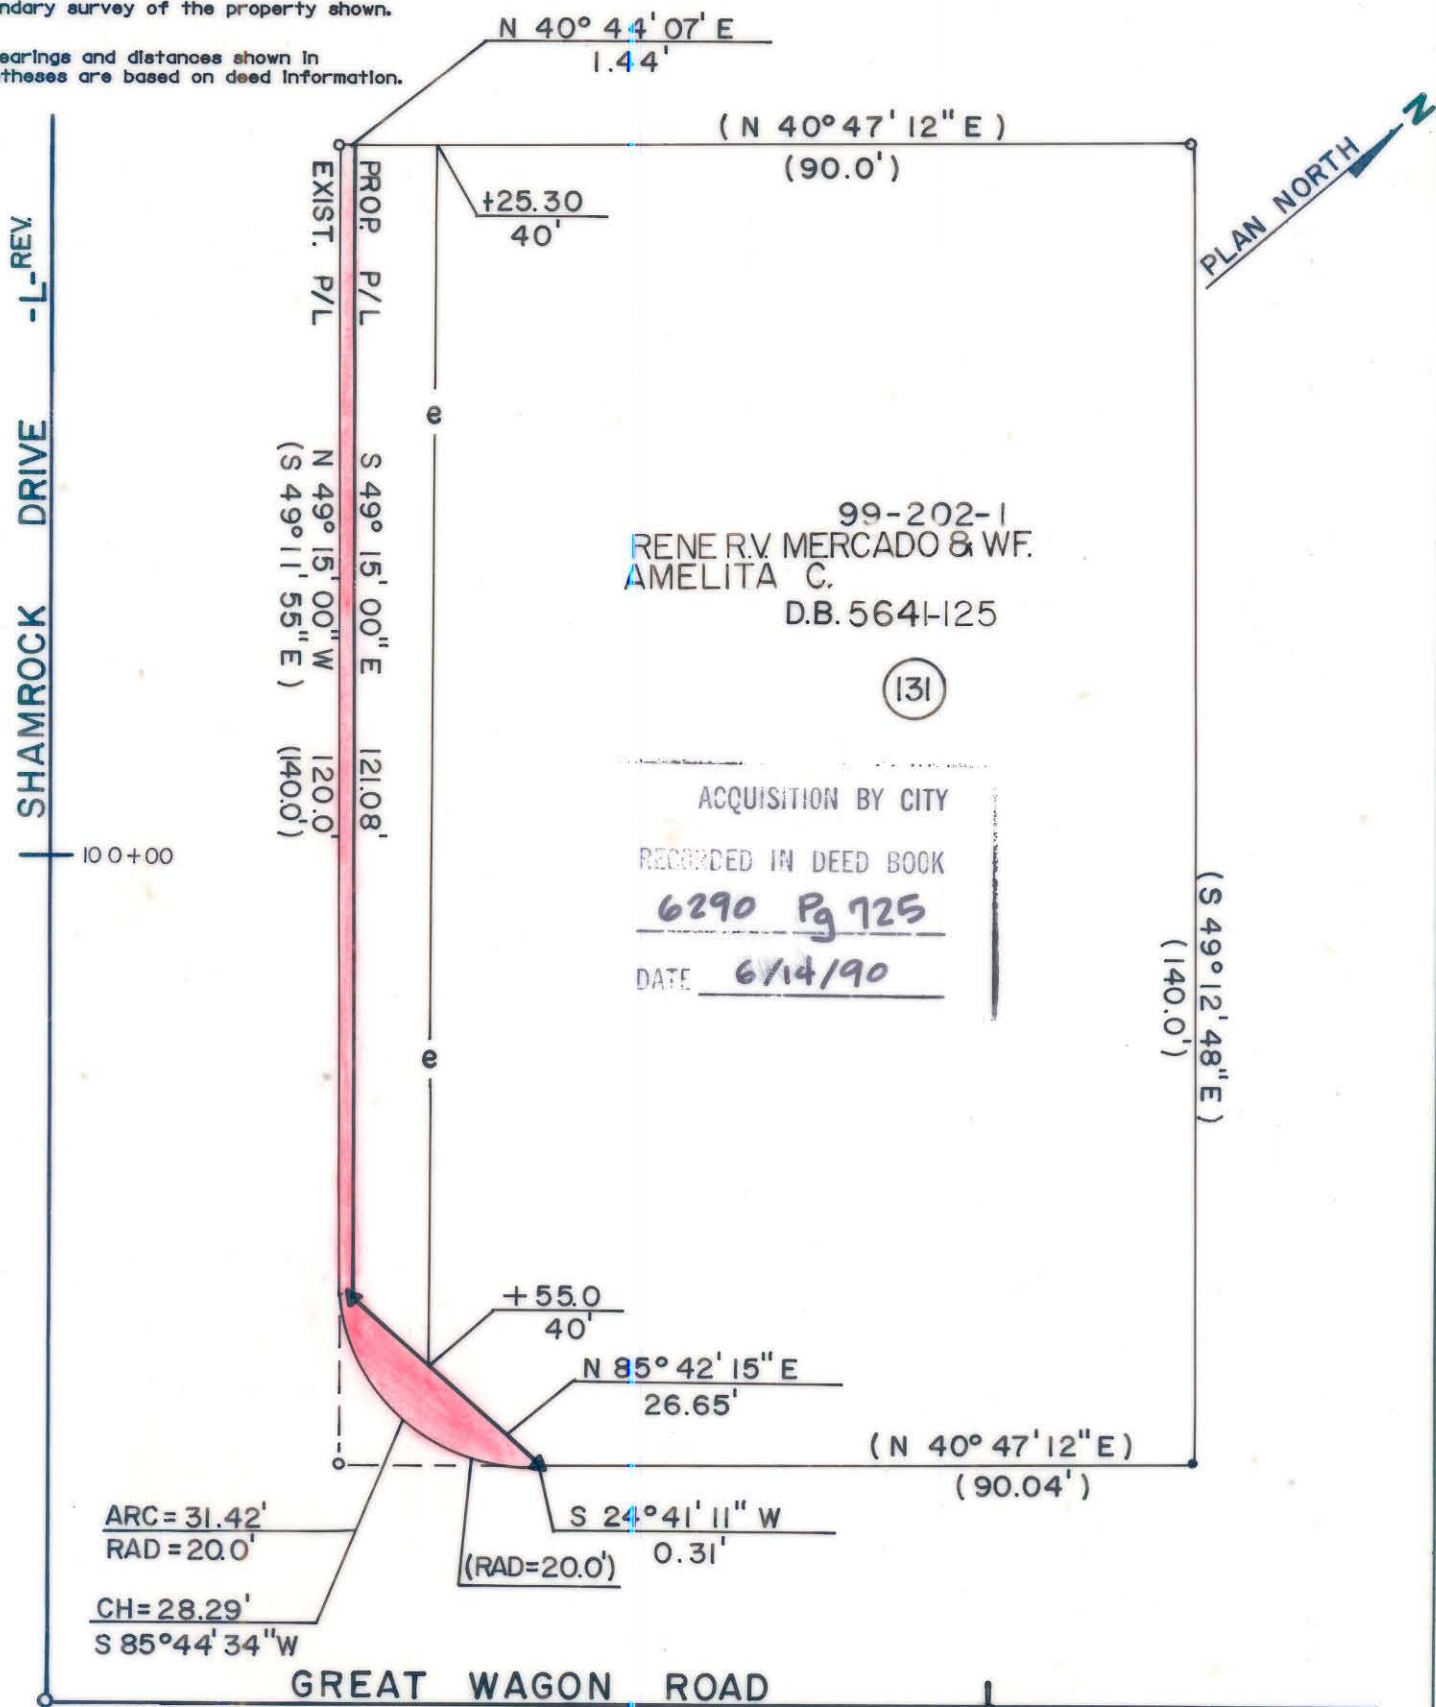 ndary survey of the property shown.
earings and distances shown in
theses are based on deed information.
N 40° 44' 07' E
1.44'
( N 40° 47' 12" E )
(90.0')
PLAN NORTH
N
+25.30
40'
PROP. P/L
EXIST. P/L
S 49° 15' 00" E 121.08'
N 49° 15' 00" W 120.0'
(S 49° 11' 55" E ) (140.0')
e
SHAMROCK DRIVE -L- REV.
10 0+00
99-202-1
RENE R.V. MERCADO & WF.
AMELITA C.
D.B. 5641-125
131
ACQUISITION BY CITY
RECORDED IN DEED BOOK
6290 Pg 725
DATE 6/14/90
(S 49° 12' 48" E )
(140.0')
e
+ 55.0
40'
N 85° 42' 15" E
26.65'
( N 40° 47' 12" E )
(90.04')
S 24° 41' 11" W
0.31'
ARC = 31.42'
RAD = 20.0'
(RAD=20.0')
CH= 28.29'
S 85° 44' 34" W
GREAT WAGON ROAD